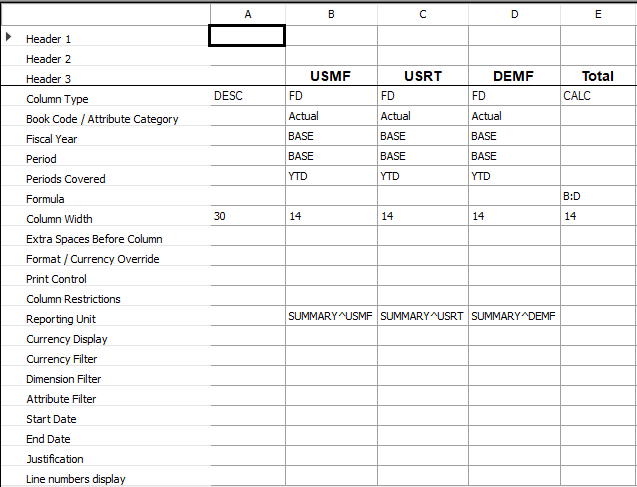 A B C D E
Header 1
Header 2
Header 3 USMF USRT DEMF Total
Column Type DESC FD FD FD CALC
Book Code / Attribute Category Actual Actual Actual
Fiscal Year BASE BASE BASE
Period BASE BASE BASE
Periods Covered YTD YTD YTD
Formula B:D
Column Width 30 14 14 14 14
Extra Spaces Before Column
Format / Currency Override
Print Control
Column Restrictions
Reporting Unit SUMMARY^USMF SUMMARY^USRT SUMMARY^DEMF
Currency Display
Currency Filter
Dimension Filter
Attribute Filter
Start Date
End Date
Justification
Line numbers display